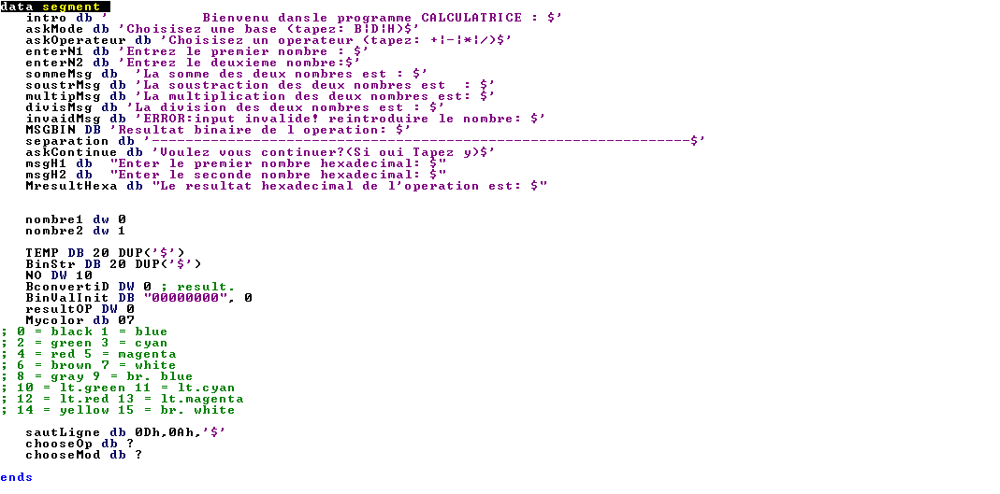 data segment
intro db '           Bienvenu dansle programme CALCULATRICE : $'
askMode db 'Choisisez une base (tapez: B|D|H)$'
askOperateur db 'Choisisez un operateur (tapez: +|-|*|/)$'
enterN1 db 'Entrez le premier nombre : $'
enterN2 db 'Entrez le deuxieme nombre:$'
sommeMsg db  'La somme des deux nombres est : $'
soustrMsg db 'La soustraction des deux nombres est  : $'
multipMsg db 'La multiplication des deux nombres est: $'
divisMsg db 'La division des deux nombres est : $'
invaidMsg db 'ERROR:input invalide! reintroduire le nombre: $'
MSGBIN DB 'Resultat binaire de l operation: $'
separation db '----------------------------------------------------------------$'
askContinue db 'Voulez vous continuer?(Si oui Tapez y)$'
msgH1 db  "Enter le premier nombre hexadecimal: $"
msgH2 db  "Enter le seconde nombre hexadecimal: $"
MresultHexa db "Le resultat hexadecimal de l'operation est: $"
nombre1 dw 0
nombre2 dw 1
TEMP DB 20 DUP('$')
BinStr DB 20 DUP('$')
NO DW 10
BconvertiD DW 0 ; result.
BinValInit DB "00000000", 0
resultOP DW 0
Mycolor db 07
; 0 = black 1 = blue
; 2 = green 3 = cyan
; 4 = red 5 = magenta
; 6 = brown 7 = white
; 8 = gray 9 = br. blue
; 10 = lt.green 11 = lt.cyan
; 12 = lt.red 13 = lt.magenta
; 14 = yellow 15 = br. white
sautLigne db 0Dh,0Ah,'$'
chooseOp db ?
chooseMod db ?
ends